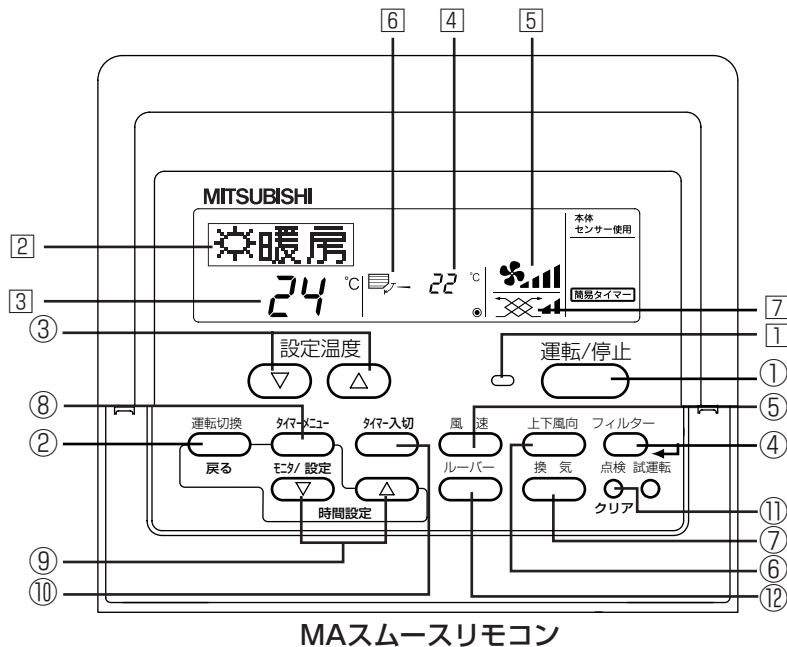 6 4 5
MITSUBISHI
本体
センサー使用
2 ☼暖房
24 °C 22 °C 簡易タイマー
3 7
③ 設定温度 1
▽ △ 運転/停止 ①
⑧ ⑤
② 運転切換 タイマーメニュー タイマー入切 風 速 上下風向 フィルター ④
戻る モニタ/設定 ルーバー 換 気 点検 試運転
▽ △ クリア ⑪
時間設定 ⑦
⑨ ⑥
⑩ ⑫
MAスムースリモコン